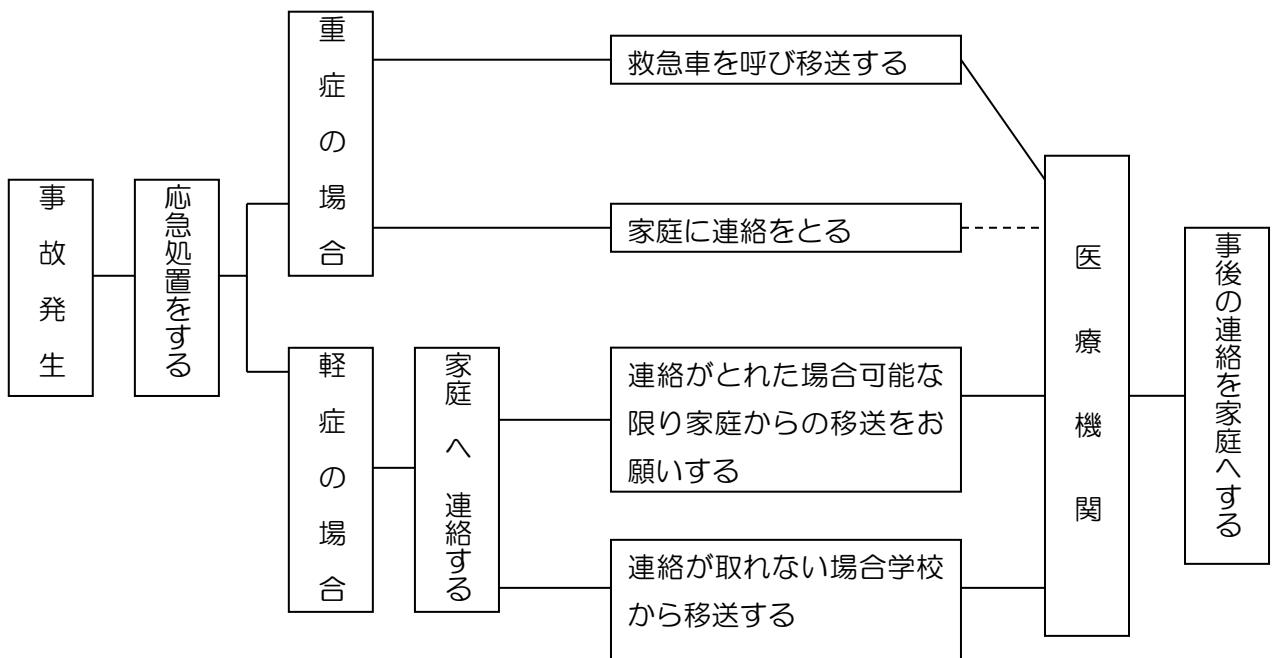 事故発生
応急処置をする
重症の場合
救急車を呼び移送する
家庭に連絡をとる
軽症の場合
家庭へ連絡する
連絡がとれた場合可能な
限り家庭からの移送をお
願いする
連絡が取れない場合学校
から移送する
医療機関
事後の連絡を家庭へする